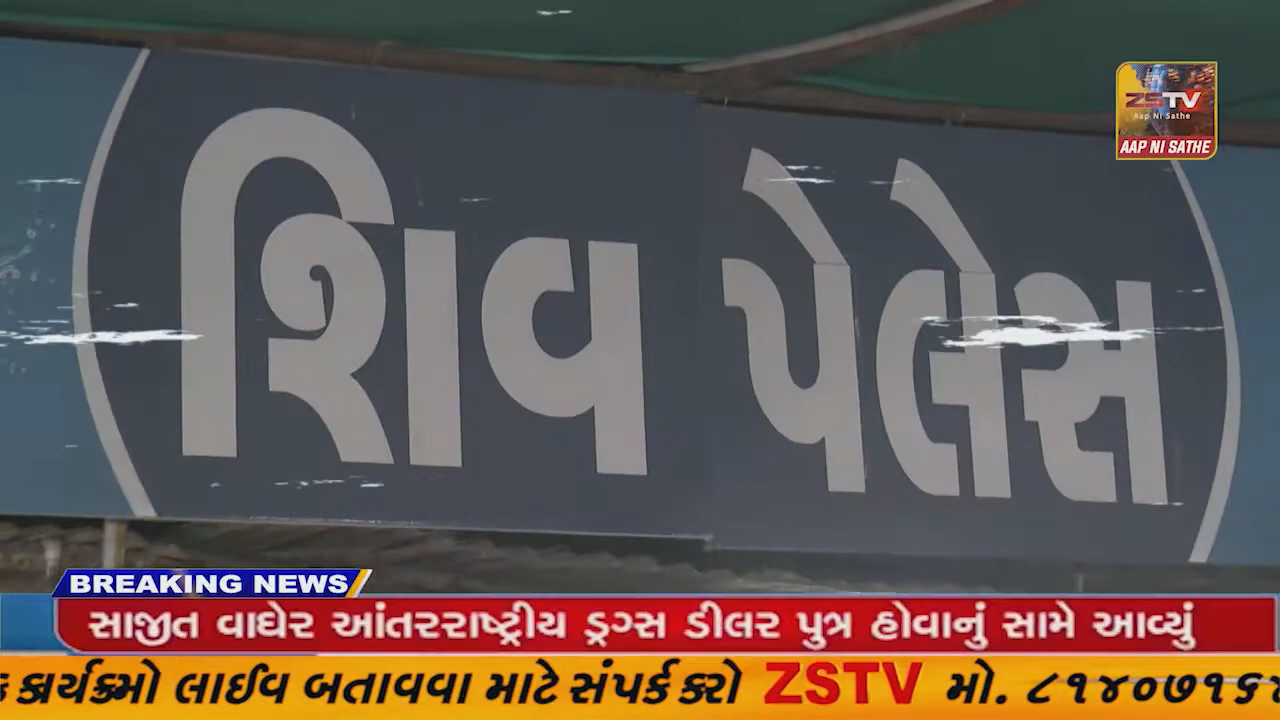 ZSTV
Aap Ni Sathe
AAP NI SATHE
શિવ પેલેસ
BREAKING NEWS
સાજીત વાઘેર આંતરરાષ્ટ્રીય ડ્રગ્સ ડીલર પુત્ર હોવાનું સામે આવ્યું
કાર્યક્રમો લાઈવ બતાવવા માટે સંપર્ક કરો ZSTV મો. ૮૧૪૦૭૧૬